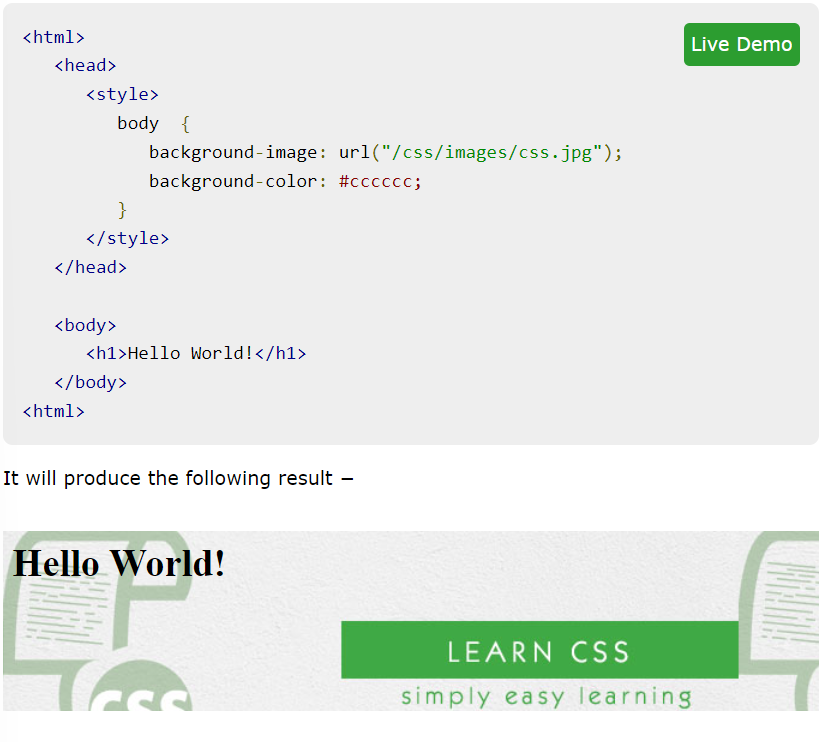 <html>
Live Demo
<head>
<style>
body  {
background-image: url("/css/images/css.jpg");
background-color: #cccccc;
}
</style>
</head>
<body>
<h1>Hello World!</h1>
</body>
<html>
It will produce the following result −
Hello World!
LEARN CSS
simply easy learning
css